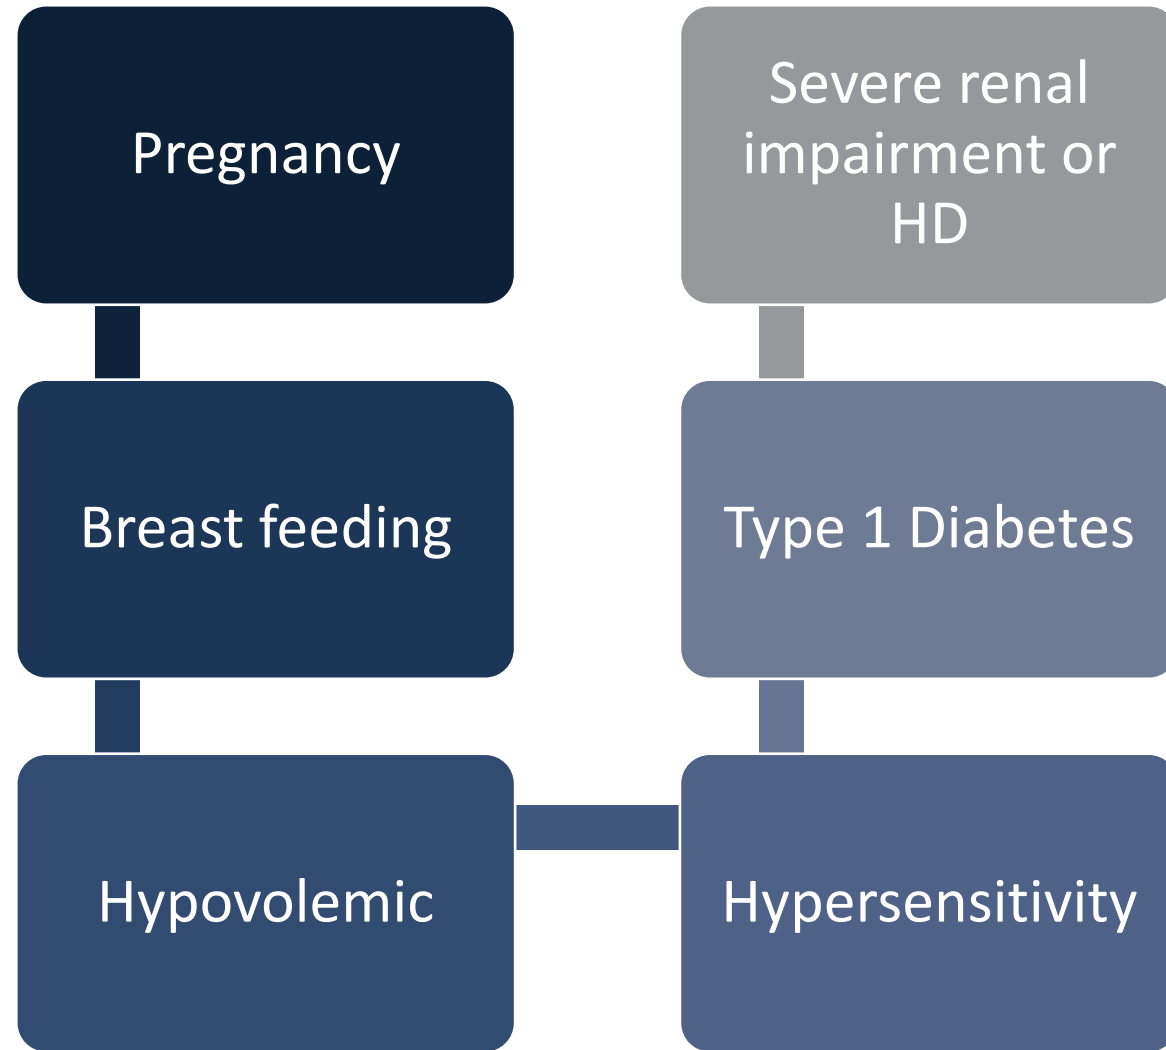 Pregnancy
Breast feeding
Hypovolemic
Hypersensitivity
Type 1 Diabetes
Severe renal
impairment or
HD